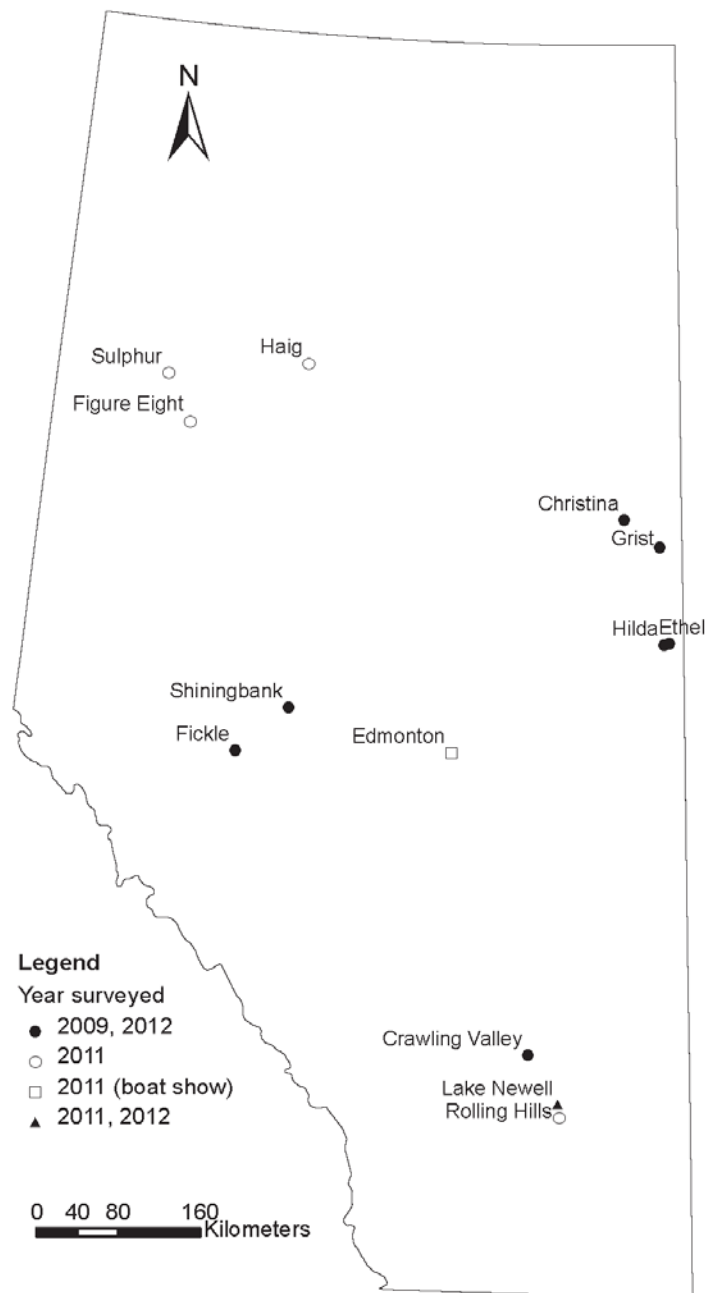 N
Sulphur
Haig
Figure Eight
Christina
Grist
Hilda
Ethel
Shiningbank
Fickle
Edmonton
Legend
Year surveyed
2009, 2012
2011
2011 (boat show)
2011, 2012
Crawling Valley
Lake Newell
Rolling Hills
0 40 80 160
Kilometers